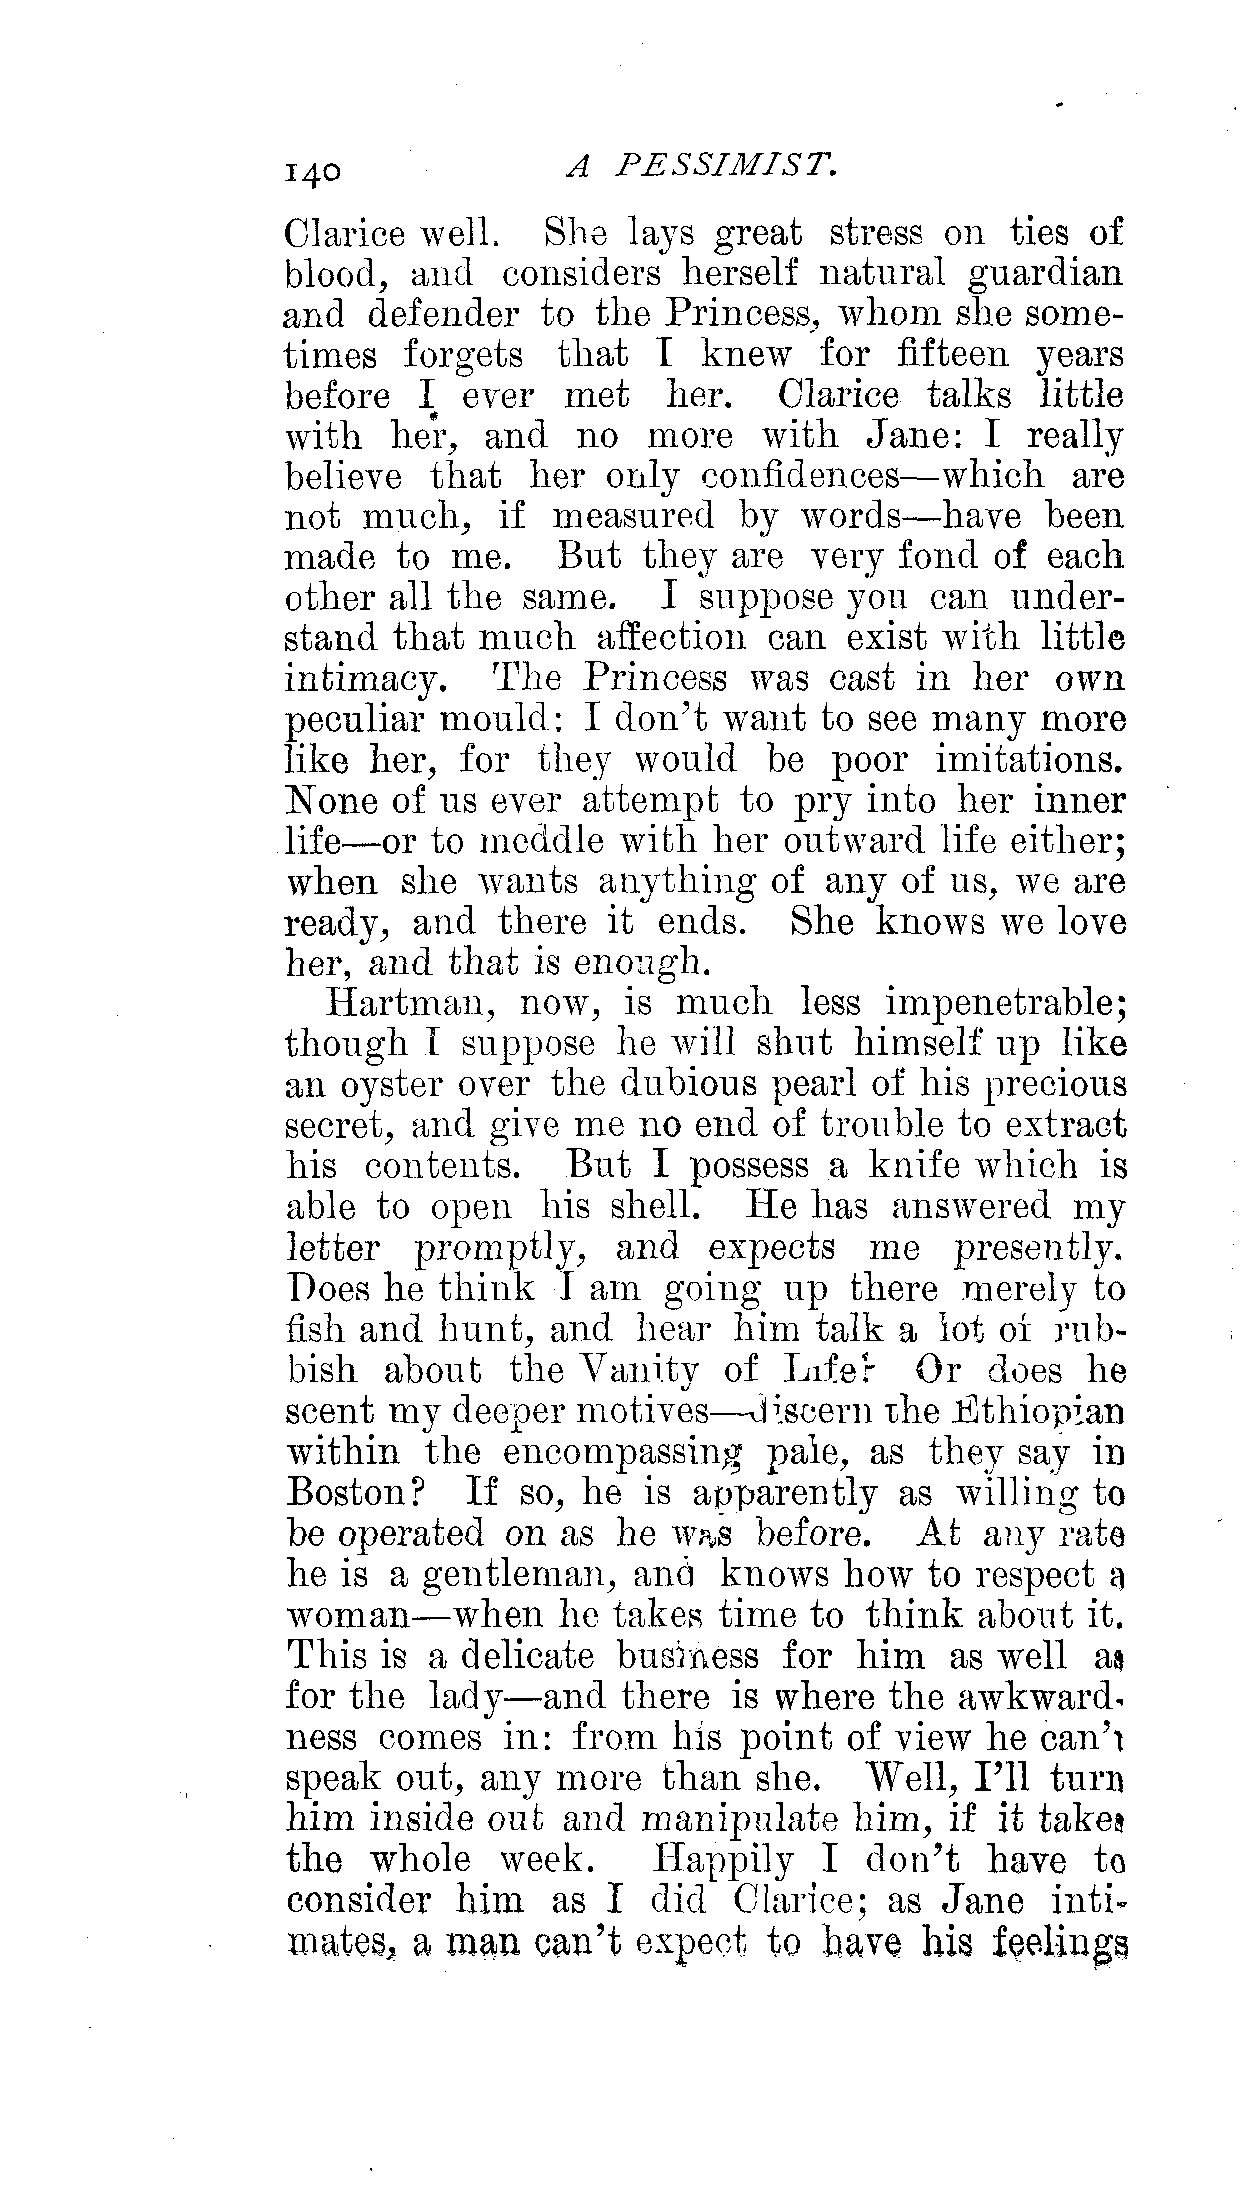 140 A PESSIMIST.
Clarice well. She lays great stress on ties of
blood, and considers herself natural guardian
and defender to the Princess, whom she some-
times forgets that I knew for fifteen years
before I ever met her. Clarice talks little
with her, and no more with Jane: I really
believe that her only confidences—which are
not much, if measured by words—have been
made to me. But they are very fond of each
other all the same. I suppose you can under-
stand that much affection can exist with little
intimacy. The Princess was cast in her own
peculiar mould: I don't want to see many more
like her, for they would be poor imitations.
None of us ever attempt to pry into her inner
life—or to meddle with her outward life either;
when she wants anything of any of us, we are
ready, and there it ends. She knows we love
her, and that is enough.
Hartman, now, is much less impenetrable;
though I suppose he will shut himself up like
an oyster over the dubious pearl of his precious
secret, and give me no end of trouble to extract
his contents. But I possess a knife which is
able to open his shell. He has answered my
letter promptly, and expects me presently.
Does he think I am going up there merely to
fish and hunt, and hear him talk a lot of rub-
bish about the Vanity of Life? Or does he
scent my deeper motives—discern the Ethiopian
within the encompassing pale, as they say in
Boston? If so, he is apparently as willing to
be operated on as he was before. At any rate
he is a gentleman, and knows how to respect a
woman—when he takes time to think about it.
This is a delicate business for him as well as
for the lady—and there is where the awkward-
ness comes in: from his point of view he can't
speak out, any more than she. Well, I'll turn
him inside out and manipulate him, if it takes
the whole week. Happily I don't have to
consider him as I did Clarice; as Jane inti-
mates, a man can't expect to have his feelings